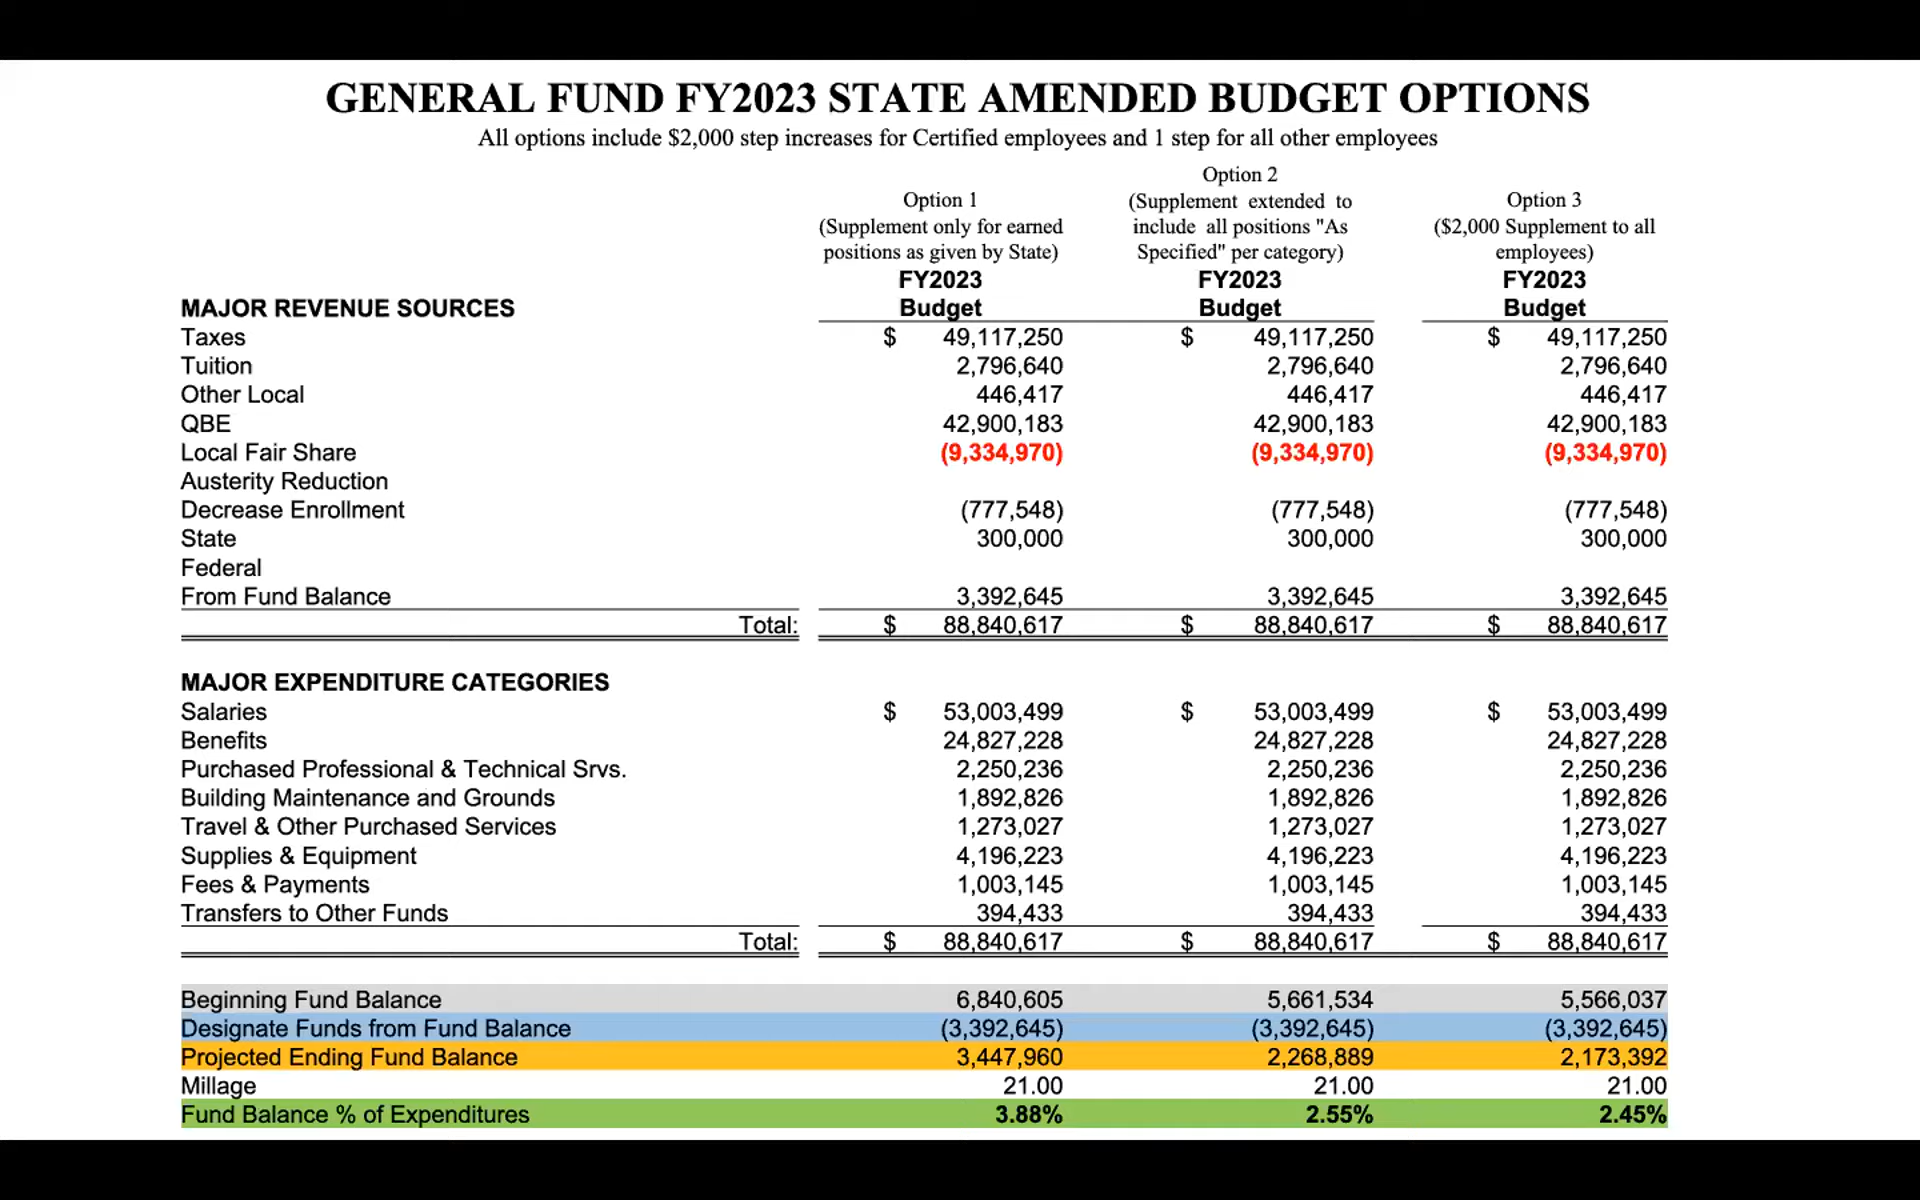 GENERAL FUND FY2023 STATE AMENDED BUDGET OPTIONS
All options include $2,000 step increases for Certified employees and 1 step for all other employees
Option 1
(Supplement only for earned
positions as given by State)
FY2023
Budget
Option 2
(Supplement extended to
include all positions "As
Specified" per category)
FY2023
Budget
Option 3
($2,000 Supplement to all
employees)
FY2023
Budget
MAJOR REVENUE SOURCES
Taxes $ 49,117,250 $ 49,117,250 $ 49,117,250
Tuition 2,796,640 2,796,640 2,796,640
Other Local 446,417 446,417 446,417
QBE 42,900,183 42,900,183 42,900,183
Local Fair Share (9,334,970) (9,334,970) (9,334,970)
Austerity Reduction
Decrease Enrollment (777,548) (777,548) (777,548)
State 300,000 300,000 300,000
Federal
From Fund Balance 3,392,645 3,392,645 3,392,645
Total: $ 88,840,617 $ 88,840,617 $ 88,840,617
MAJOR EXPENDITURE CATEGORIES
Salaries $ 53,003,499 $ 53,003,499 $ 53,003,499
Benefits 24,827,228 24,827,228 24,827,228
Purchased Professional & Technical Srvs. 2,250,236 2,250,236 2,250,236
Building Maintenance and Grounds 1,892,826 1,892,826 1,892,826
Travel & Other Purchased Services 1,273,027 1,273,027 1,273,027
Supplies & Equipment 4,196,223 4,196,223 4,196,223
Fees & Payments 1,003,145 1,003,145 1,003,145
Transfers to Other Funds 394,433 394,433 394,433
Total: $ 88,840,617 $ 88,840,617 $ 88,840,617
Beginning Fund Balance 6,840,605 5,661,534 5,566,037
Designate Funds from Fund Balance (3,392,645) (3,392,645) (3,392,645)
Projected Ending Fund Balance 3,447,960 2,268,889 2,173,392
Millage 21.00 21.00 21.00
Fund Balance % of Expenditures 3.88% 2.55% 2.45%